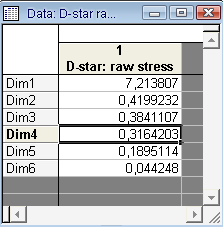 Data: D-star ra...
1
D-star: raw stress
Dim1 7,213807
Dim2 0,4199232
Dim3 0,3841107
Dim4 0,3164203
Dim5 0,1895114
Dim6 0,044248